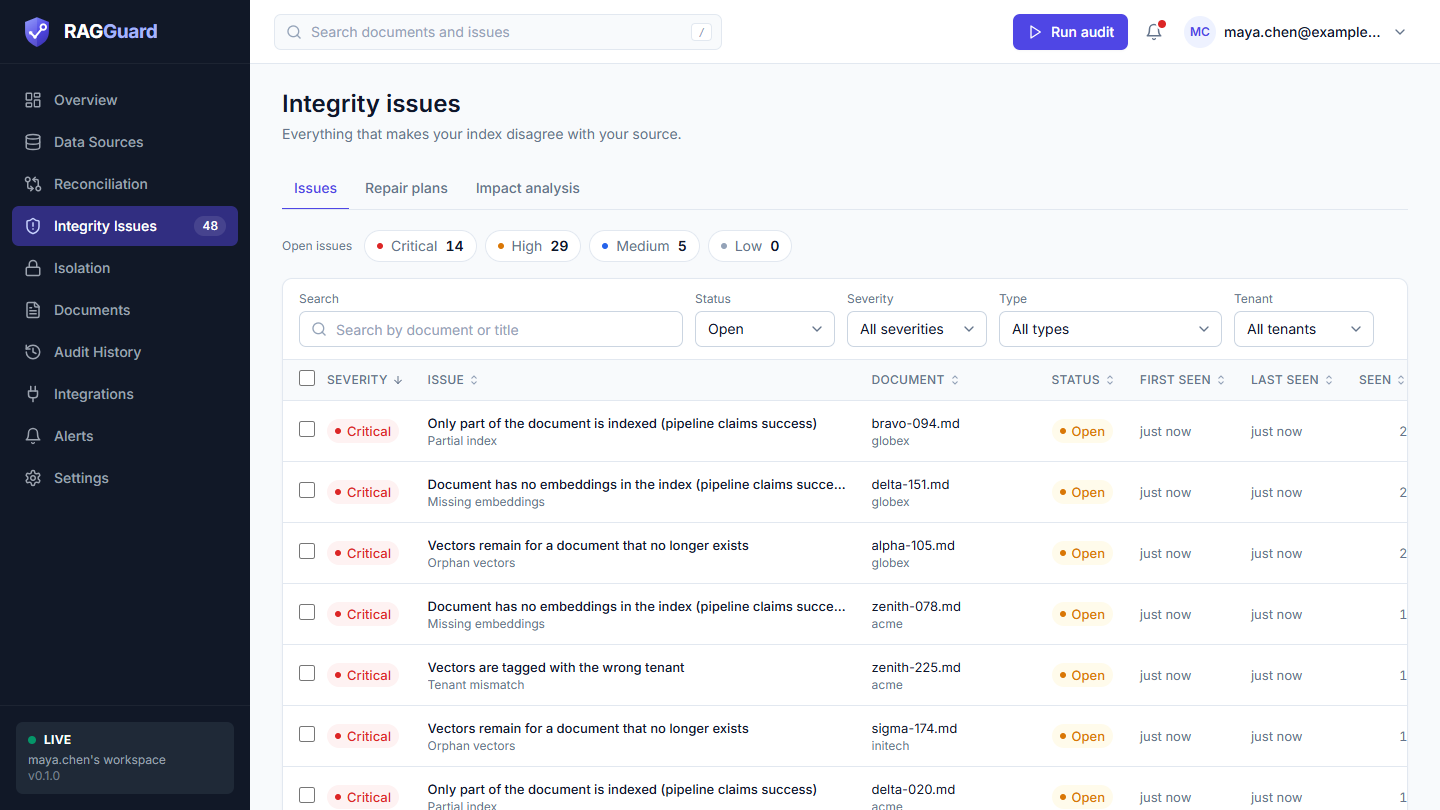 RAGGuard
Search documents and issues /
Run audit
MC maya.chen@example...
Overview
Data Sources
Reconciliation
Integrity Issues 48
Isolation
Documents
Audit History
Integrations
Alerts
Settings
LIVE
maya.chen's workspace
v0.1.0
Integrity issues
Everything that makes your index disagree with your source.
Issues Repair plans Impact analysis
Open issues Critical 14 High 29 Medium 5 Low 0
Search Status Severity Type Tenant
Search by document or title Open All severities All types All tenants
SEVERITY ISSUE DOCUMENT STATUS FIRST SEEN LAST SEEN SEEN
Critical Only part of the document is indexed (pipeline claims success) bravo-094.md Open just now just now 2
Partial index globex
Critical Document has no embeddings in the index (pipeline claims succe... delta-151.md Open just now just now 2
Missing embeddings globex
Critical Vectors remain for a document that no longer exists alpha-105.md Open just now just now 2
Orphan vectors globex
Critical Document has no embeddings in the index (pipeline claims succe... zenith-078.md Open just now just now 1
Missing embeddings acme
Critical Vectors are tagged with the wrong tenant zenith-225.md Open just now just now 1
Tenant mismatch acme
Critical Vectors remain for a document that no longer exists sigma-174.md Open just now just now 1
Orphan vectors initech
Critical Only part of the document is indexed (pipeline claims success) delta-020.md Open just now just now 1
Partial index acme